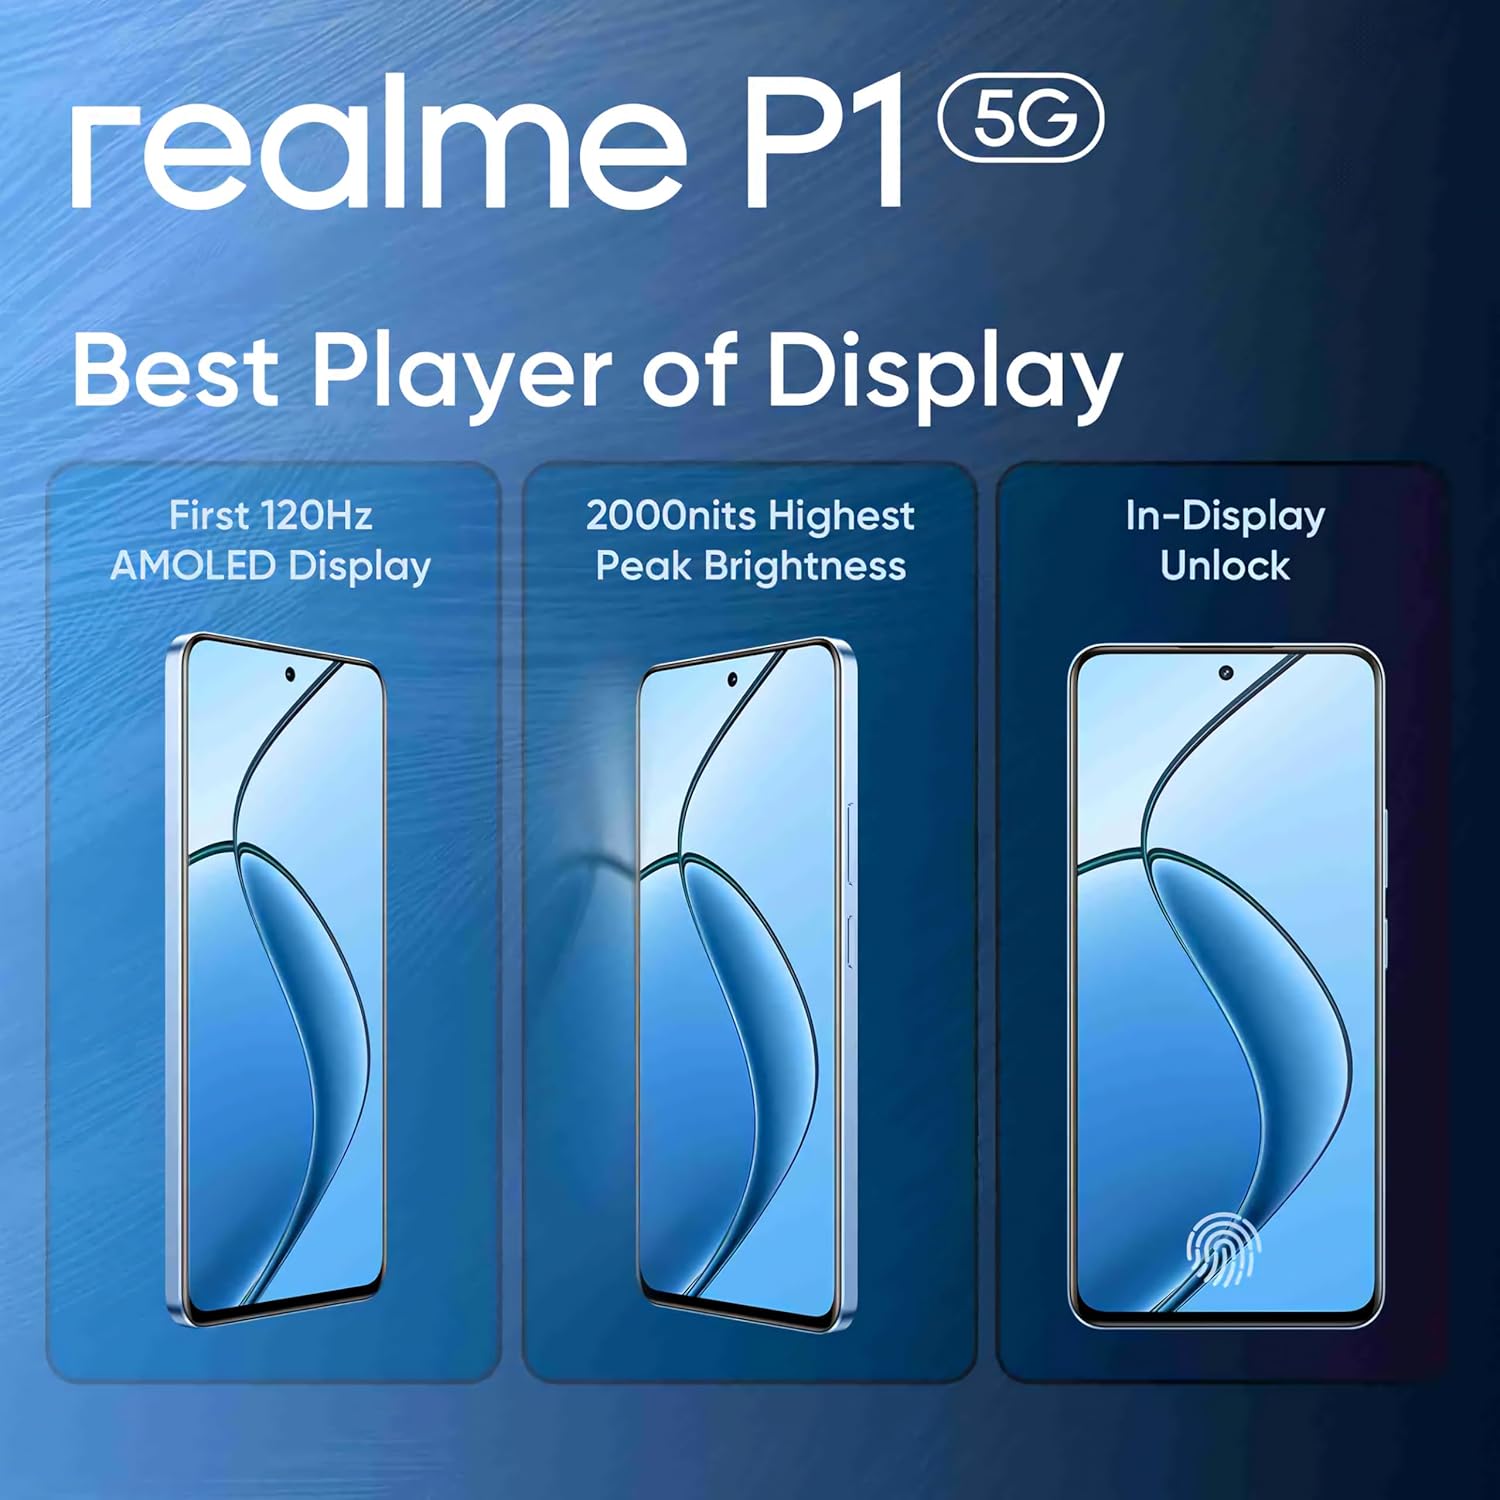 realme P1 5G
Best Player of Display
First 120Hz
AMOLED Display
2000nits Highest
Peak Brightness
In-Display
Unlock